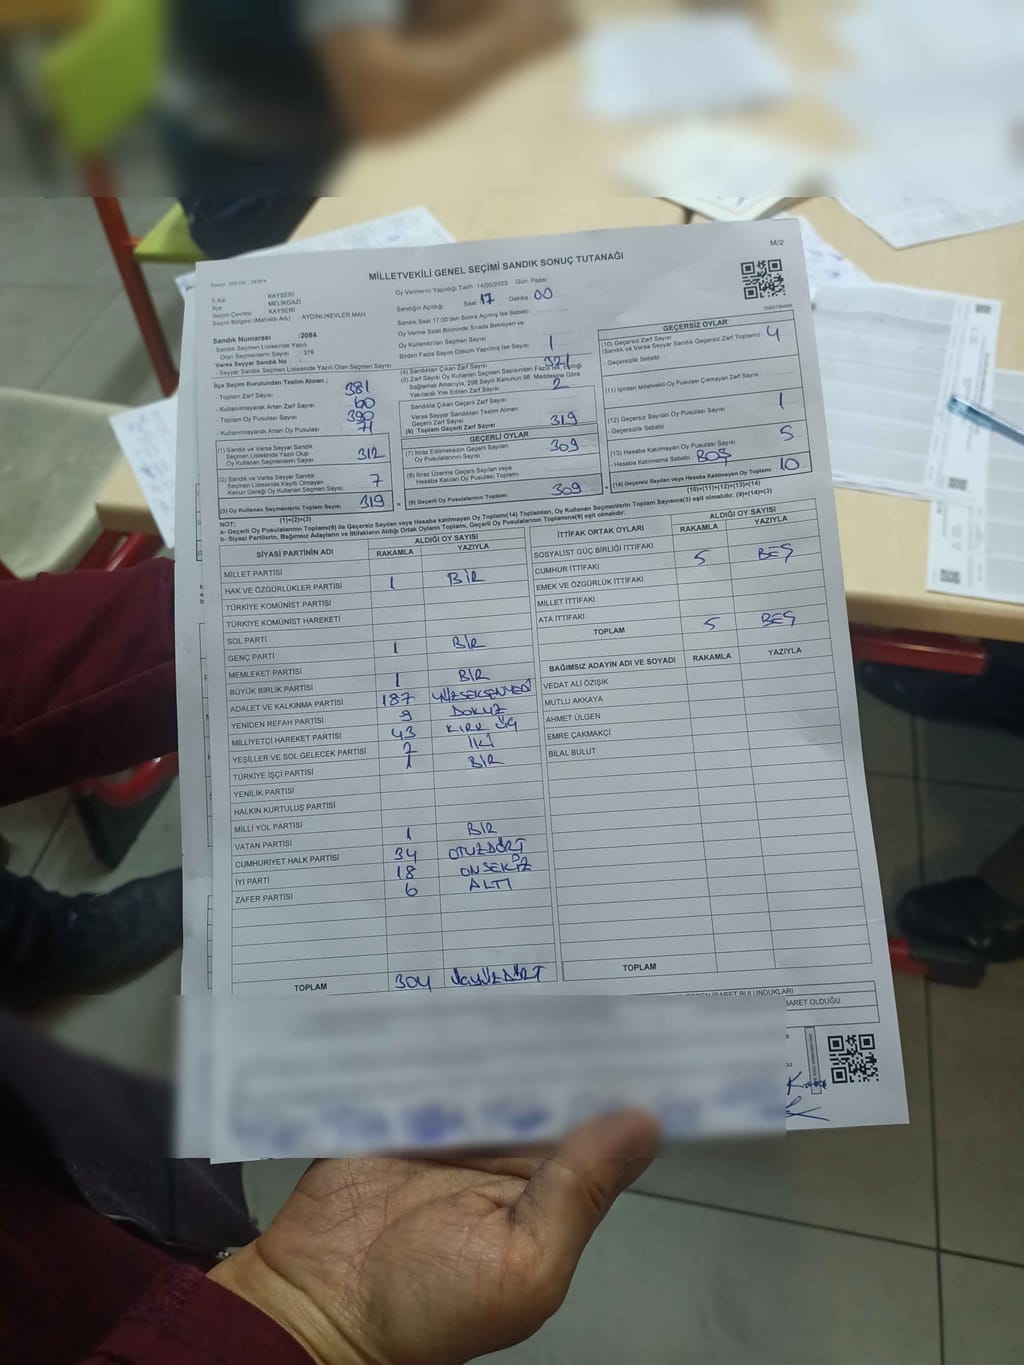 M/2
MİLLETVEKİLİ GENEL SEÇİMİ SANDIK SONUÇ TUTANAĞI
Oy Vermenin Yapıldığı Tarih 14/05/2023 Gün: Pazar
İl Adı KAYSERİ
İlçe MELİKGAZİ
Seçim Çevresi KAYSERİ
Seçim Bölgesi (Mahalle Adı) : AYDINLIKEVLER MAH.
Sandık Numarası :2084
- Sandık Seçmen Listesinde Yazılı
Olan Seçmenlerin Sayısı : 376
Varsa Seyyar Sandık No :
- Seyyar Sandık Seçmen Listesinde Yazılı Olan Seçmen Sayısı
Sandığın Açıldığı Saat 17 Dakika 00
Sandık Saat 17:00'den Sonra Açılmış İse Sebebi :
Oy Verme Saati Bitiminde Sırada Bekleyen ve
Oy Kullandırılan Seçmen Sayısı
Birden Fazla Sayım Döküm Yapılmış İse Sayısı : 1
İlçe Seçim Kurulundan Teslim Alınan ;
- Toplam Zarf Sayısı 381
- Kullanılmayarak Artan Zarf Sayısı 60
- Toplam Oy Pusulası Sayısı 390
- Kullanılmayarak Artan Oy Pusulası 71
(1) Sandık ve Varsa Seyyar Sandık
Seçmen Listesinde Yazılı Olup
Oy Kullanan Seçmenlerin Sayısı 312
(2) Sandık ve Varsa Seyyar Sandık
Seçmen Listesinde Kayıtlı Olmayan
Kanun Gereği Oy Kullanan Seçmen Sayısı 7
(3) Oy Kullanan Seçmenlerin Toplam Sayısı 319
(1)+(2)=(3)
(4) Sandıktan Çıkan Zarf Sayısı 321
(5) Zarf Sayısı Oy Kullanan Seçmen Sayısından Fazla ise, Eşitliği
Sağlamak Amacıyla, 298 Sayılı Kanunun 98. Maddesine Göre
Yakılarak Yok Edilen Zarf Sayısı 2
Sandıkta Çıkan Geçerli Zarf Sayısı
Varsa Seyyar Sandıktan Teslim Alınan
Geçerli Zarf Sayısı
(6) Toplam Geçerli Zarf Sayısı 319
GEÇERLİ OYLAR
(7) İtiraz Edilmeksizin Geçerli Sayılan
Oy Pusulalarının Sayısı 309
(8) İtiraz Üzerine Geçerli Sayılan veya
Hesaba Katılan Oy Pusulası Toplamı
= (9) Geçerli Oy Pusulalarının Toplamı 309
GEÇERSİZ OYLAR
(10) Geçersiz Zarf Sayısı
(Sandık ve Varsa Seyyar Sandık Geçersiz Zarf Toplamı) 4
- Geçersizlik Sebebi :
(11) İçinden Milletvekili Oy Pusulası Çıkmayan Zarf Sayısı
(12) Geçersiz Sayılan Oy Pusulası Sayısı 1
- Geçersizlik Sebebi
(13) Hesaba Katılmayan Oy Pusulası Sayısı 5
- Hesaba Katılmama Sebebi BOŞ
+ (14) Geçersiz Sayılan veya Hesaba Katılmayan Oy Toplamı 10
(10)+(11)+(12)+(13)=(14)
NOT:
a- Geçerli Oy Pusulalarının Toplamı(9) ile Geçersiz Sayılan veya Hesaba katılmayan Oy Toplamı(14) Toplamları, Oy Kullanan Seçmenlerin Toplam Sayısına(3) eşit olmalıdır. (9)+(14)=(3)
b- Siyasi Partilerin, Bağımsız Adayların ve İttifakların Aldığı Ortak Oyların Toplamı, Geçerli Oy Pusulalarının Toplamına(9) eşit olmalıdır.
SİYASİ PARTİNİN ADI ALDIĞI OY SAYISI
RAKAMLA YAZIYLA
MİLLET PARTİSİ
HAK VE ÖZGÜRLÜKLER PARTİSİ 1 BİR
TÜRKİYE KOMÜNİST PARTİSİ
TÜRKİYE KOMÜNİST HAREKETİ
SOL PARTİ
GENÇ PARTİ 1 BİR
MEMLEKET PARTİSİ
BÜYÜK BİRLİK PARTİSİ 1 BİR
ADALET VE KALKINMA PARTİSİ 187 YÜZSEKSENYEDİ
YENİDEN REFAH PARTİSİ 9 DOKUZ
MİLLİYETÇİ HAREKET PARTİSİ 43 KIRK ÜÇ
YEŞİLLER VE SOL GELECEK PARTİSİ 2 İKİ
TÜRKİYE İŞÇİ PARTİSİ 1 BİR
YENİLİK PARTİSİ
HALKIN KURTULUŞ PARTİSİ
MİLLİ YOL PARTİSİ
VATAN PARTİSİ 1 BİR
CUMHURİYET HALK PARTİSİ 34 OTUZDÖRT
İYİ PARTİ 18 ONSEKİZ
ZAFER PARTİSİ 6 ALTI
TOPLAM 304 ÜÇYÜZDÖRT
İTTİFAK ORTAK OYLARI ALDIĞI OY SAYISI
RAKAMLA YAZIYLA
SOSYALİST GÜÇ BİRLİĞİ İTTİFAKI
CUMHUR İTTİFAKI 5 BEŞ
EMEK VE ÖZGÜRLÜK İTTİFAKI
MİLLET İTTİFAKI
ATA İTTİFAKI
TOPLAM 5 BEŞ
BAĞIMSIZ ADAYIN ADI VE SOYADI RAKAMLA YAZIYLA
VEDAT ALİ ÖZIŞIK
MUTLU AKKAYA
AHMET ÜLGEN
EMRE ÇAKMAKÇİ
BİLAL BULUT
TOPLAM
BULUNDUKLARI
İBARET OLDUĞU